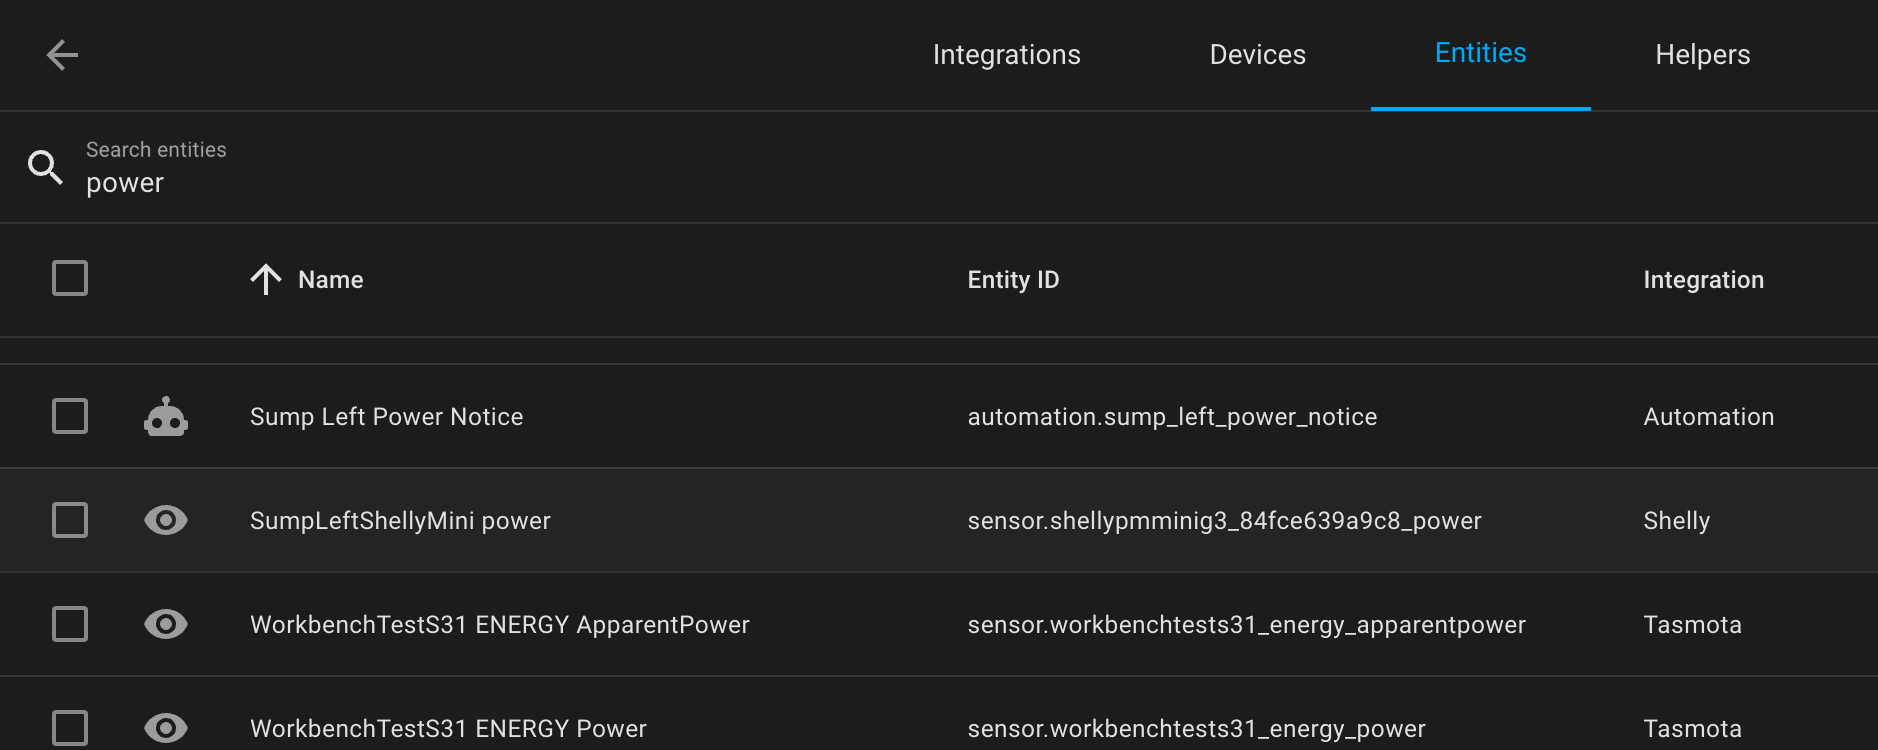 Integrations Devices Entities Helpers
Search entities
power
Name Entity ID Integration
Sump Left Power Notice automation.sump_left_power_notice Automation
SumpLeftShellyMini power sensor.shellypmminig3_84fce639a9c8_power Shelly
WorkbenchTestS31 ENERGY ApparentPower sensor.workbenchtests31_energy_apparentpower Tasmota
WorkbenchTestS31 ENERGY Power sensor.workbenchtests31_energy_power Tasmota